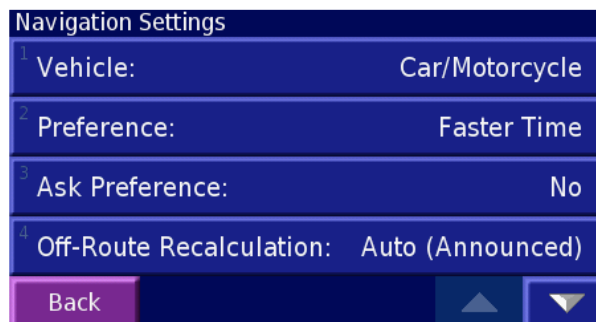 Navigation Settings
1 Vehicle: Car/Motorcycle
2 Preference: Faster Time
3 Ask Preference: No
4 Off-Route Recalculation: Auto (Announced)
Back